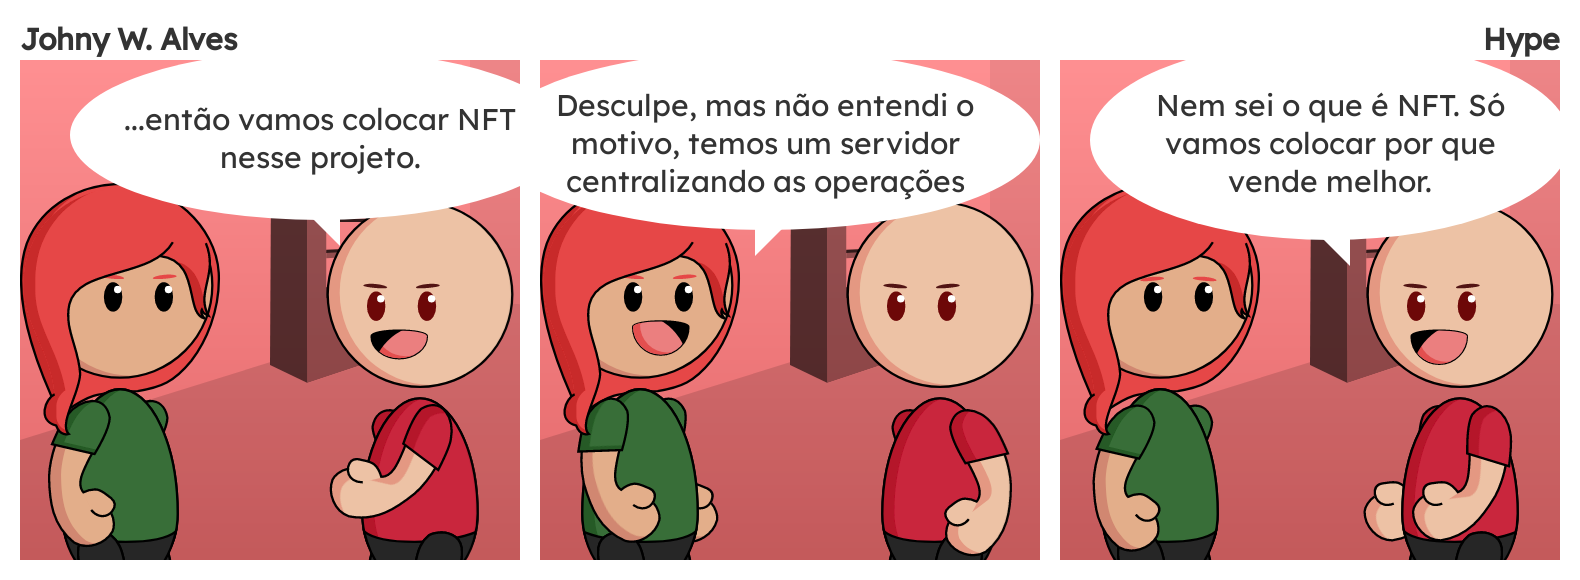 Johny W. Alves
Hype
...então vamos colocar NFT
nesse projeto.
Desculpe, mas não entendi o
motivo, temos um servidor
centralizando as operações
Nem sei o que é NFT. Só
vamos colocar por que
vende melhor.